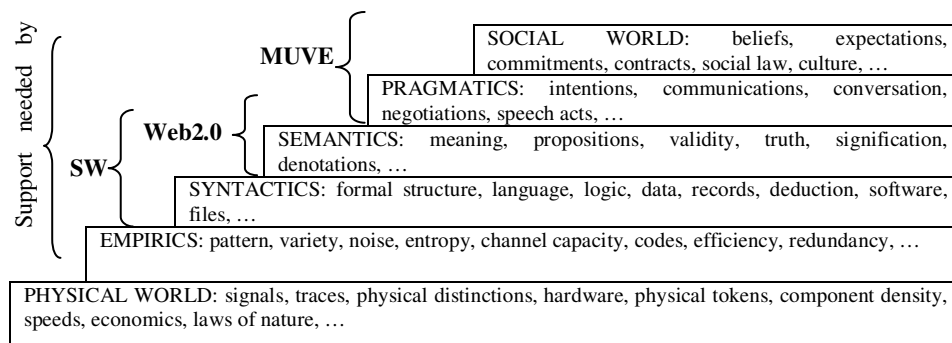 Support needed by
SW
Web2.0
MUVE
SOCIAL WORLD: beliefs, expectations,
commitments, contracts, social law, culture, …
PRAGMATICS: intentions, communications, conversation,
negotiations, speech acts, …
SEMANTICS: meaning, propositions, validity, truth, signification,
denotations, …
SYNTACTICS: formal structure, language, logic, data, records, deduction, software,
files, …
EMPIRICS: pattern, variety, noise, entropy, channel capacity, codes, efficiency, redundancy, …
PHYSICAL WORLD: signals, traces, physical distinctions, hardware, physical tokens, component density,
speeds, economics, laws of nature, …